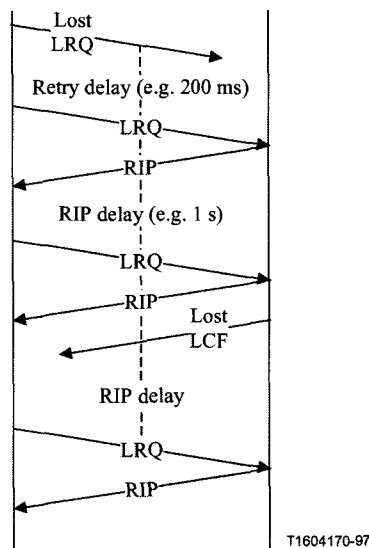 Lost
LRQ
Retry delay (e.g. 200 ms)
LRQ
RIP
RIP delay (e.g. 1 s)
LRQ
RIP
Lost
LCF
RIP delay
LRQ
RIP
T1604170-97